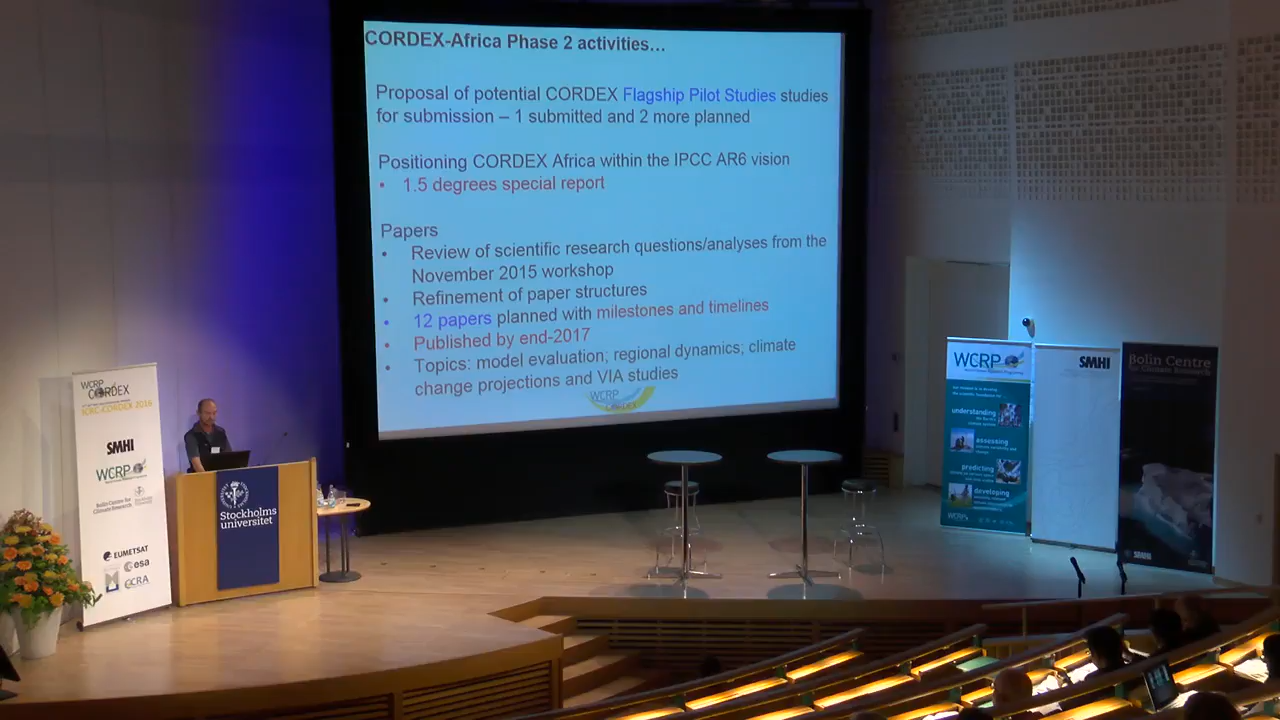 CORDEX-Africa Phase 2 activities…
Proposal of potential CORDEX Flagship Pilot Studies studies
for submission – 1 submitted and 2 more planned
Positioning CORDEX Africa within the IPCC AR6 vision
• 1.5 degrees special report
Papers
• Review of scientific research questions/analyses from the
November 2015 workshop
• Refinement of paper structures
• 12 papers planned with milestones and timelines
• Published by end-2017
• Topics: model evaluation; regional dynamics; climate
change projections and VIA studies
WCRP
CORDEX
WCRP
CORDEX
ICRC-CORDEX 2016
SMHI
WCRP
Bolin Centre for
Climate Research
EUMETSAT
esa
CCRA
Stockholms
universitet
WCRP
understanding
assessing
predicting
developing
WCRP
SMHI
Bolin Centre
for Climate Research
SMHI